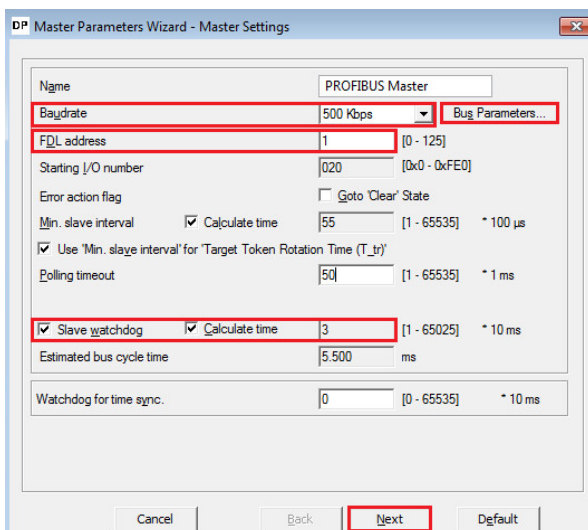 DP Master Parameters Wizard - Master Settings
Name PROFIBUS Master
Baudrate 500 Kbps Bus Parameters...
FDL address 1 [0 - 125]
Starting I/O number 020 [0x0 - 0xFE0]
Error action flag Goto 'Clear' State
Min. slave interval Calculate time 55 [1 - 65535] * 100 µs
Use 'Min. slave interval' for 'Target Token Rotation Time (T_tr)'
Polling timeout 50 [1 - 65535] * 1 ms
Slave watchdog Calculate time 3 [1 - 65025] * 10 ms
Estimated bus cycle time 5.500 ms
Watchdog for time sync. 0 [0 - 65535] * 10 ms
Cancel Back Next Default